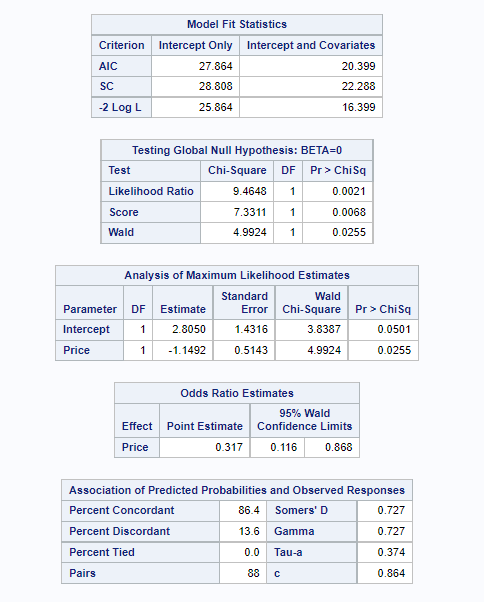 Model Fit Statistics
Criterion Intercept Only Intercept and Covariates
AIC 27.864 20.399
SC 28.808 22.288
-2 Log L 25.864 16.399
Testing Global Null Hypothesis: BETA=0
Test Chi-Square DF Pr > ChiSq
Likelihood Ratio 9.4648 1 0.0021
Score 7.3311 1 0.0068
Wald 4.9924 1 0.0255
Analysis of Maximum Likelihood Estimates
Parameter DF Estimate Standard Error Wald Chi-Square Pr > ChiSq
Intercept 1 2.8050 1.4316 3.8387 0.0501
Price 1 -1.1492 0.5143 4.9924 0.0255
Odds Ratio Estimates
Effect Point Estimate 95% Wald Confidence Limits
Price 0.317 0.116 0.868
Association of Predicted Probabilities and Observed Responses
Percent Concordant 86.4 Somers' D 0.727
Percent Discordant 13.6 Gamma 0.727
Percent Tied 0.0 Tau-a 0.374
Pairs 88 c 0.864